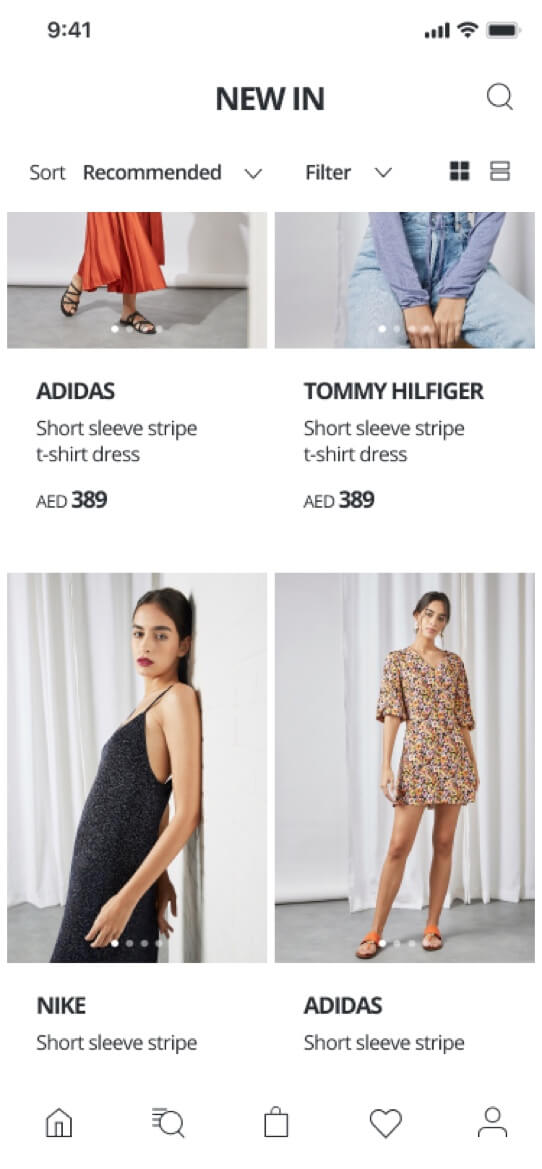 9:41
NEW IN
Sort Recommended Filter
ADIDAS
Short sleeve stripe
t-shirt dress
AED 389
TOMMY HILFIGER
Short sleeve stripe
t-shirt dress
AED 389
NIKE
Short sleeve stripe
ADIDAS
Short sleeve stripe